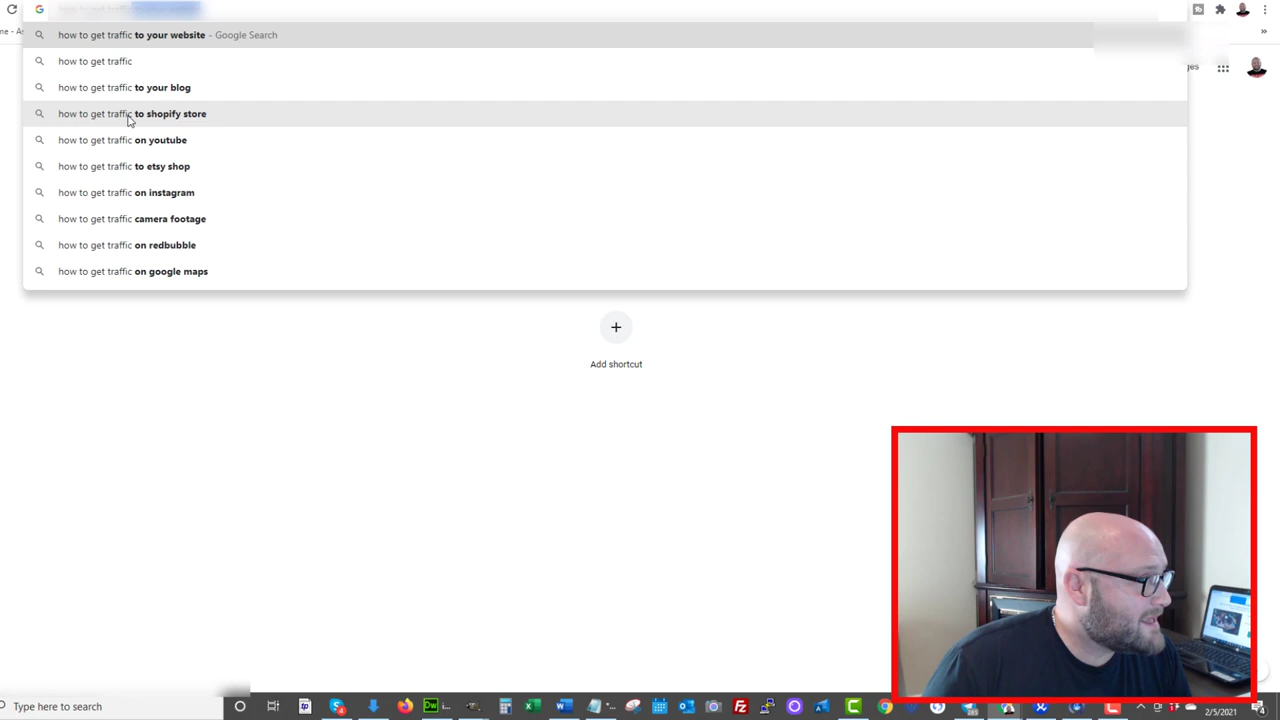 how to get traffic to your website - Google Search
how to get traffic
how to get traffic to your blog
how to get traffic to shopify store
how to get traffic on youtube
how to get traffic to etsy shop
how to get traffic on instagram
how to get traffic camera footage
how to get traffic on redbubble
how to get traffic on google maps
Add shortcut
Type here to search
2/5/2021